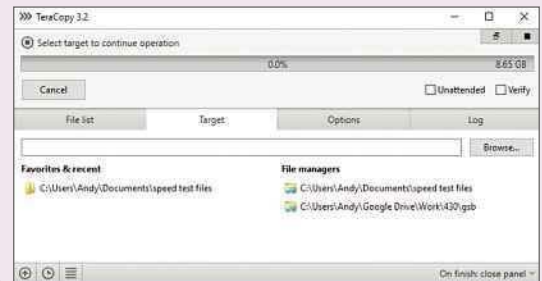 TeraCopy 3.2
Select target to continue operation
0.0% 8.65 GB
Cancel Unattended Verify
File list Target Options Log
Browse...
Favorites & recent File managers
C:\Users\Andy\Documents\speed test files C:\Users\Andy\Documents\speed test files
C:\Users\Andy\Google Drive\Work\430\gsb
On finish: close panel